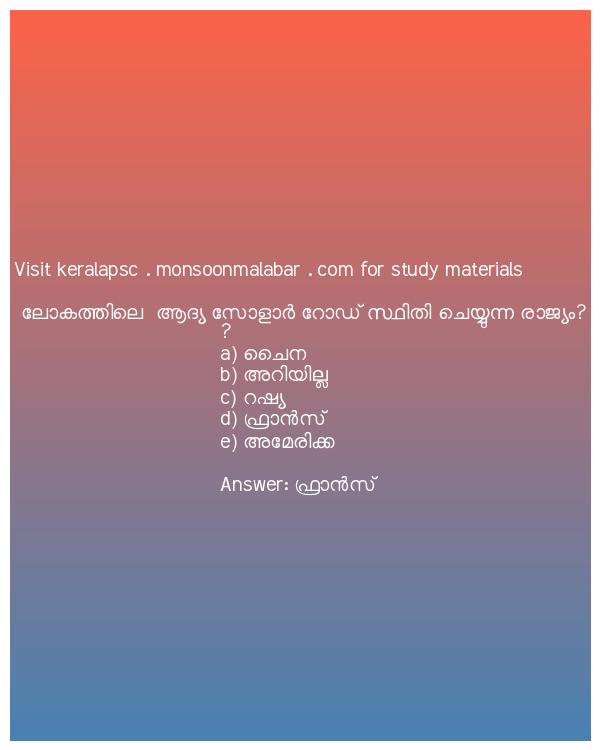 Visit keralapsc . monsoonmalabar . com for study materials
ലോകത്തിലെ ആദ്യ സോളാർ റോഡ് സ്ഥിതി ചെയ്യുന്ന രാജ്യം?
?
a) ചൈന
b) അറിയില്ല
c) റഷ്യ
d) ഫ്രാൻസ്
e) അമേരിക്ക
Answer: ഫ്രാൻസ്